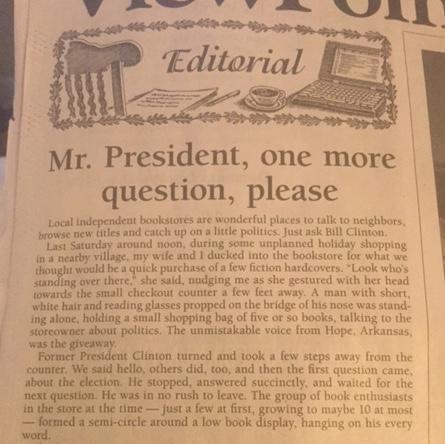 ViewPoin
Editorial
Mr. President, one more
question, please
Local independent bookstores are wonderful places to talk to neighbors,
browse new titles and catch up on a little politics. Just ask Bill Clinton.
Last Saturday around noon, during some unplanned holiday shopping
in a nearby village, my wife and I ducked into the bookstore for what we
thought would be a quick purchase of a few fiction hardcovers. "Look who's
standing over there," she said, nudging me as she gestured with her head
towards the small checkout counter a few feet away. A man with short,
white hair and reading glasses propped on the bridge of his nose was stand-
ing alone, holding a small shopping bag of five or so books, talking to the
storeowner about politics. The unmistakable voice from Hope, Arkansas,
was the giveaway.
Former President Clinton turned and took a few steps away from the
counter. We said hello, others did, too, and then the first question came,
about the election. He stopped, answered succinctly, and waited for the
next question. He was in no rush to leave. The group of book enthusiasts
in the store at the time — just a few at first, growing to maybe 10 at most
— formed a semi-circle around a low book display, hanging on his every
word.